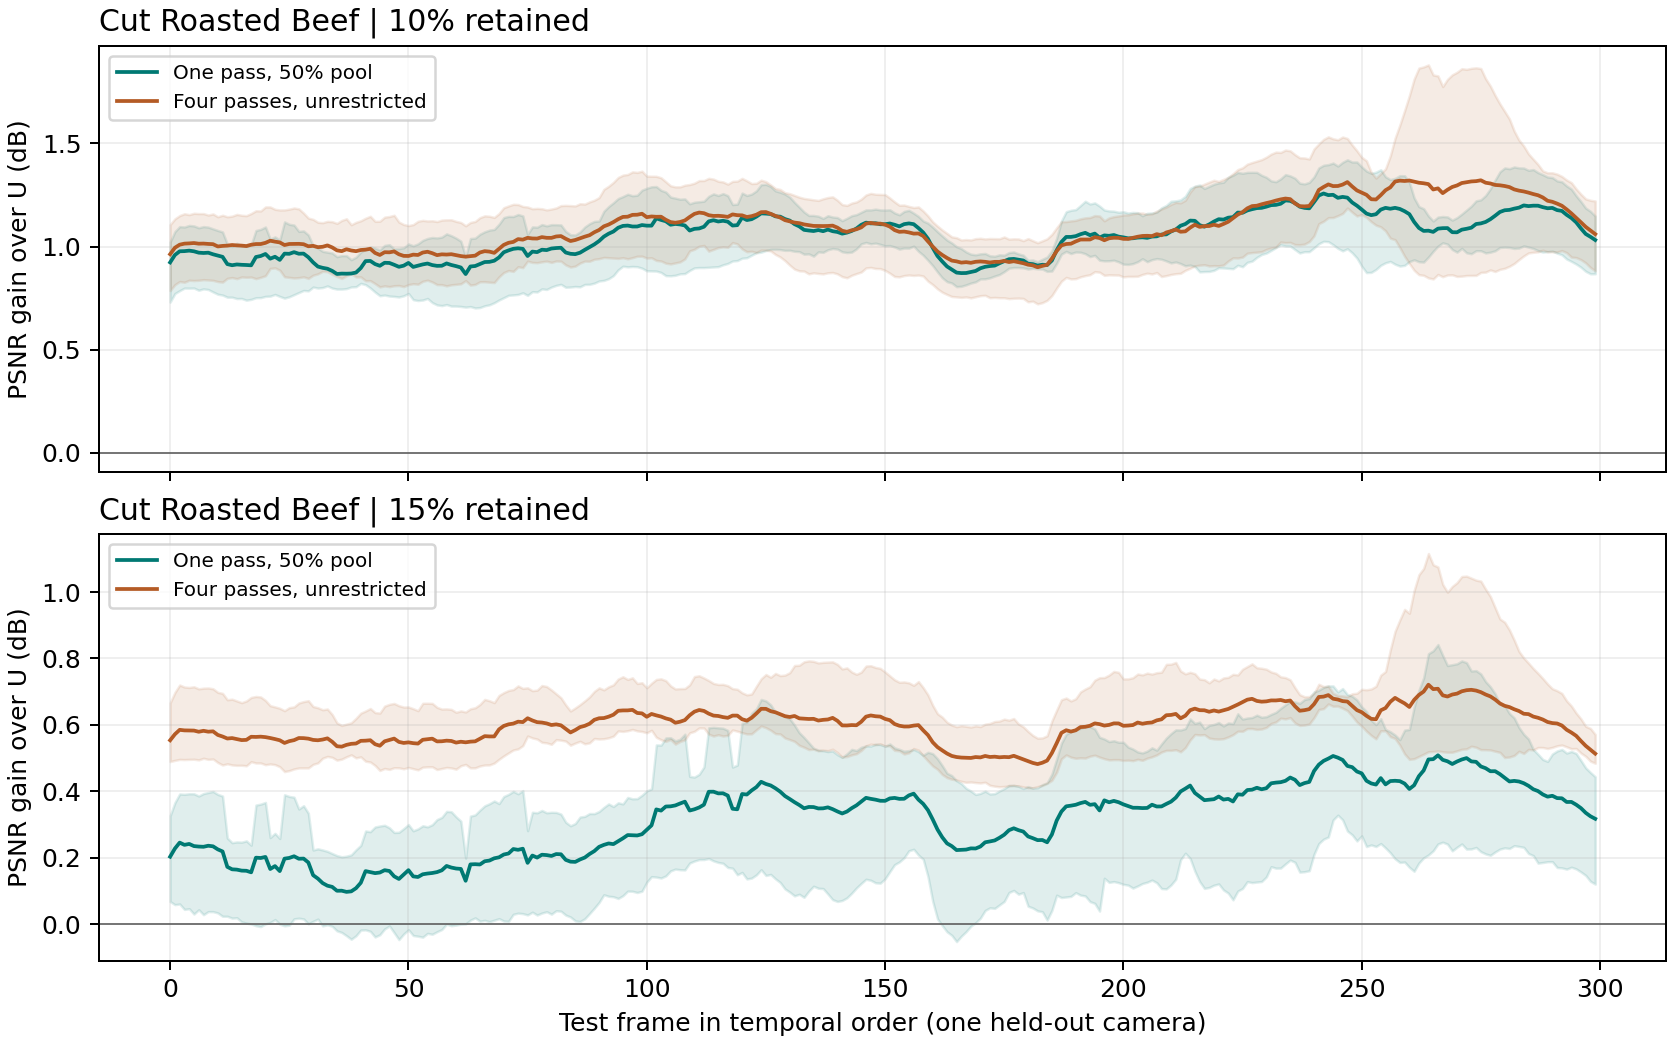 Cut Roasted Beef | 10% retained
One pass, 50% pool
Four passes, unrestricted
PSNR gain over U (dB)
1.5
1.0
0.5
0.0
Cut Roasted Beef | 15% retained
One pass, 50% pool
Four passes, unrestricted
PSNR gain over U (dB)
1.0
0.8
0.6
0.4
0.2
0.0
0 50 100 150 200 250 300
Test frame in temporal order (one held-out camera)